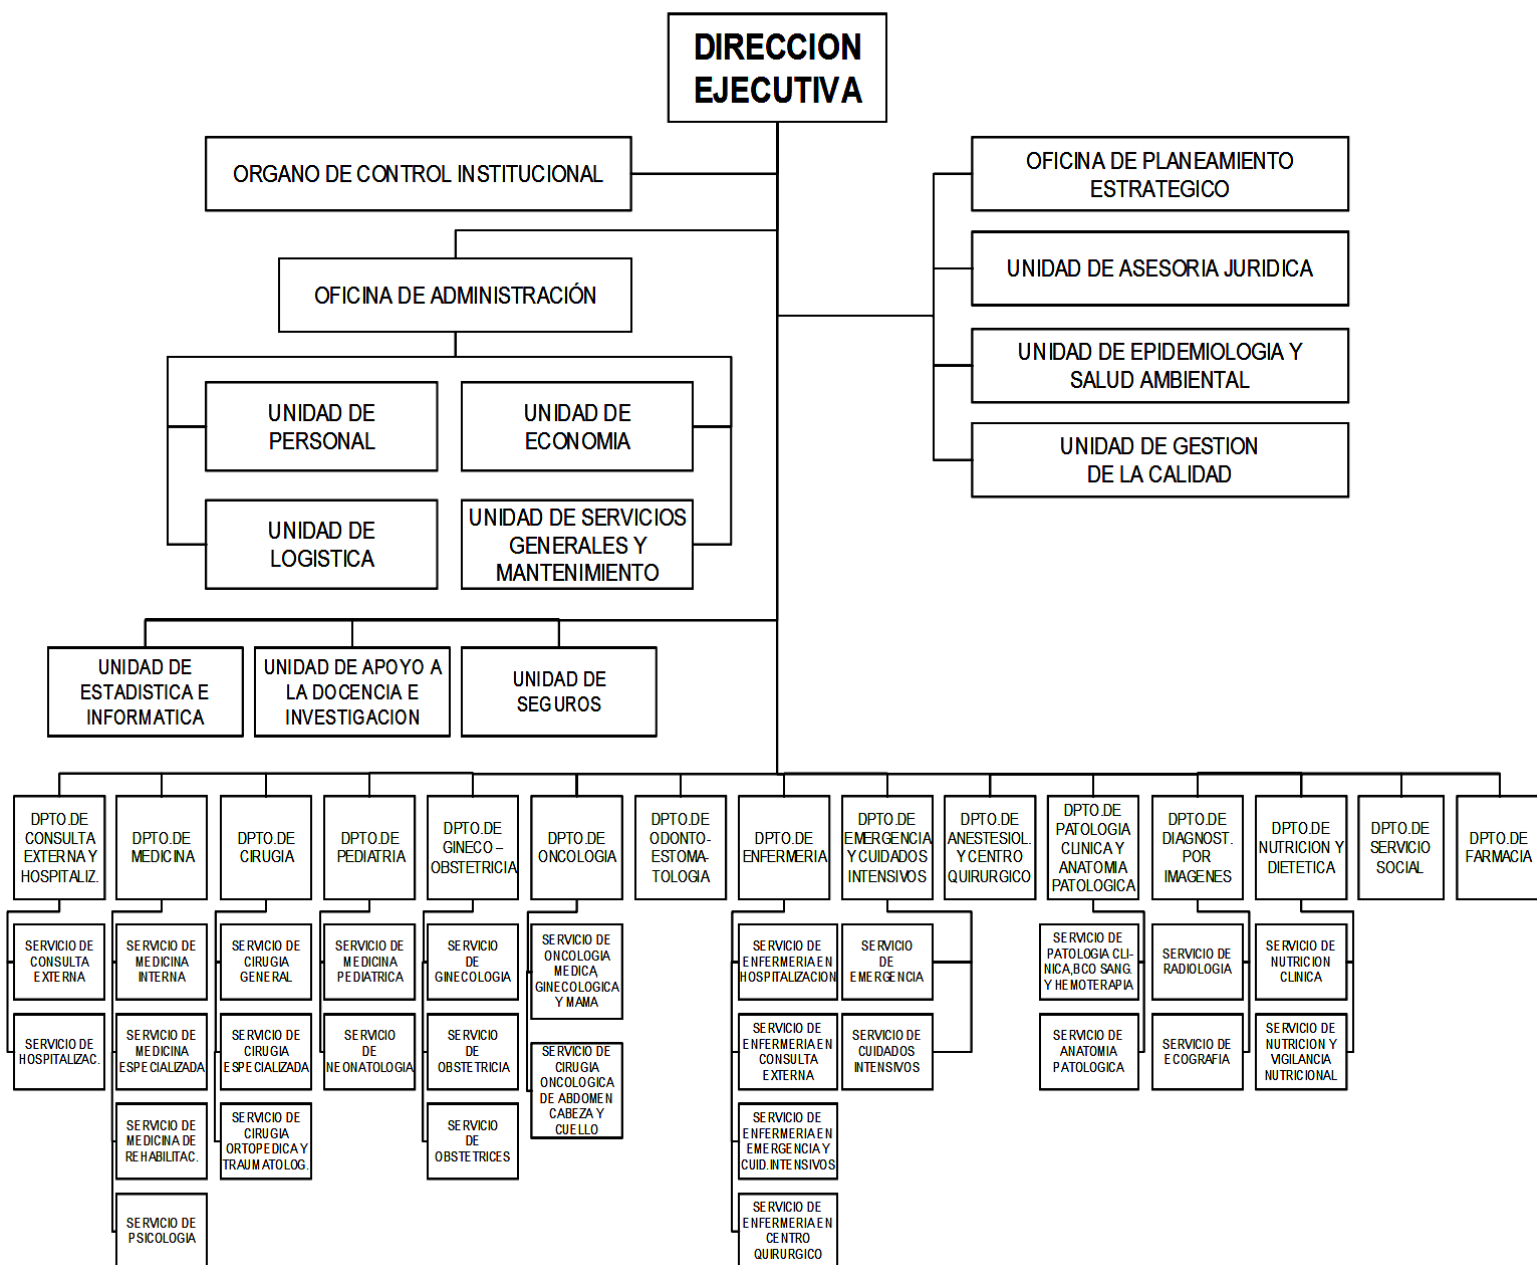 DIRECCION
EJECUTIVA
ORGANO DE CONTROL INSTITUCIONAL
OFICINA DE PLANEAMIENTO
ESTRATEGICO
UNIDAD DE ASESORIA JURIDICA
OFICINA DE ADMINISTRACIÓN
UNIDAD DE EPIDEMIOLOGIA Y
SALUD AMBIENTAL
UNIDAD DE GESTION
DE LA CALIDAD
UNIDAD DE
PERSONAL
UNIDAD DE
ECONOMIA
UNIDAD DE
LOGISTICA
UNIDAD DE SERVICIOS
GENERALES Y
MANTENIMIENTO
UNIDAD DE
ESTADISTICA E
INFORMATICA
UNIDAD DE APOYO A
LA DOCENCIA E
INVESTIGACION
UNIDAD DE
SEGUROS
DPTO.DE
CONSULTA
EXTERNA Y
HOSPITALIZ.
DPTO.DE
MEDICINA
DPTO.DE
CIRUGIA
DPTO.DE
PEDIATRIA
DPTO.DE
GINECO –
OBSTETRICIA
DPTO.DE
ONCOLOGIA
DPTO.DE
ODONTO-
ESTOMA-
TOLOGIA
DPTO.DE
ENFERMERIA
DPTO.DE
EMERGENCIA
Y CUIDADOS
INTENSIVOS
DPTO.DE
ANESTESIOL.
Y CENTRO
QUIRURGICO
DPTO.DE
PATOLOGIA
CLINICA Y
ANATOMIA
PATOLOGICA
DPTO.DE
DIAGNOST.
POR
IMAGENES
DPTO.DE
NUTRICION Y
DIETETICA
DPTO.DE
SERVICIO
SOCIAL
DPTO.DE
FARMACIA
SERVICIO DE
CONSULTA
EXTERNA
SERVICIO DE
MEDICINA
INTERNA
SERVICIO DE
CIRUGIA
GENERAL
SERVICIO DE
MEDICINA
PEDIATRICA
SERVICIO
DE
GINECOLOGIA
SERVICIO DE
ONCOLOGIA
MEDICA,
GINECOLOGICA
Y MAMA
SERVICIO DE
ENFERMERIA EN
HOSPITALIZACION
SERVICIO
DE
EMERGENCIA
SERVICIO DE
PATOLOGIA CLI-
NICA,BCO SANG.
Y HEMOTERAPIA
SERVICIO DE
RADIOLOGIA
SERVICIO DE
NUTRICION
CLINICA
SERVICIO DE
HOSPITALIZAC.
SERVICIO DE
MEDICINA
ESPECIALIZADA
SERVICIO DE
CIRUGIA
ESPECIALIZADA
SERVICIO
DE
NEONATOLOGIA
SERVICIO
DE
OBSTETRICIA
SERVICIO DE
CIRUGIA
ONCOLOGICA
DE ABDOMEN
CABEZA Y
CUELLO
SERVICIO DE
ENFERMERIA EN
CONSULTA
EXTERNA
SERVICIO DE
CUIDADOS
INTENSIVOS
SERVICIO DE
ANATOMIA
PATOLOGICA
SERVICIO DE
ECOGRAFIA
SERVICIO DE
NUTRICION Y
VIGILANCIA
NUTRICIONAL
SERVICIO DE
MEDICINA DE
REHABILITAC.
SERVICIO DE
CIRUGIA
ORTOPEDICA Y
TRAUMATOLOG.
SERVICIO
DE
OBSTETRICES
SERVICIO DE
ENFERMERIA EN
EMERGENCIA Y
CUID.INTENSIVOS
SERVICIO DE
PSICOLOGIA
SERVICIO DE
ENFERMERIA EN
CENTRO
QUIRURGICO